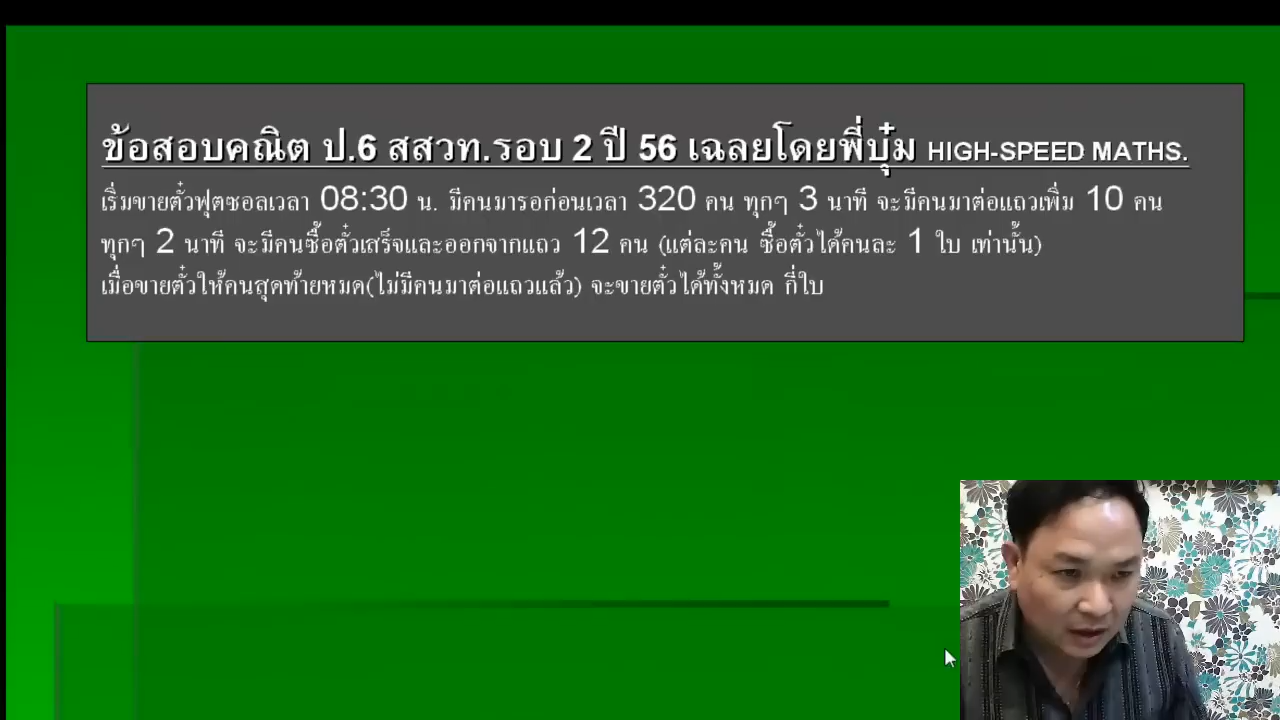 ข้อสอบคณิต ป.6 สสวท.รอบ 2 ปี 56 เฉลยโดยพี่บุ๋ม HIGH-SPEED MATHS.
เริ่มขายตั๋วฟุตซอลเวลา 08:30 น. มีคนมารอก่อนเวลา 320 คน ทุกๆ 3 นาที จะมีคนมาต่อแถวเพิ่ม 10 คน
ทุกๆ 2 นาที จะมีคนซื้อตั๋วเสร็จและออกจากแถว 12 คน (แต่ละคน ซื้อตั๋วได้คนละ 1 ใบ เท่านั้น)
เมื่อขายตั๋วให้คนสุดท้ายหมด(ไม่มีคนมาต่อแถวแล้ว) จะขายตั๋วได้ทั้งหมด กี่ใบ